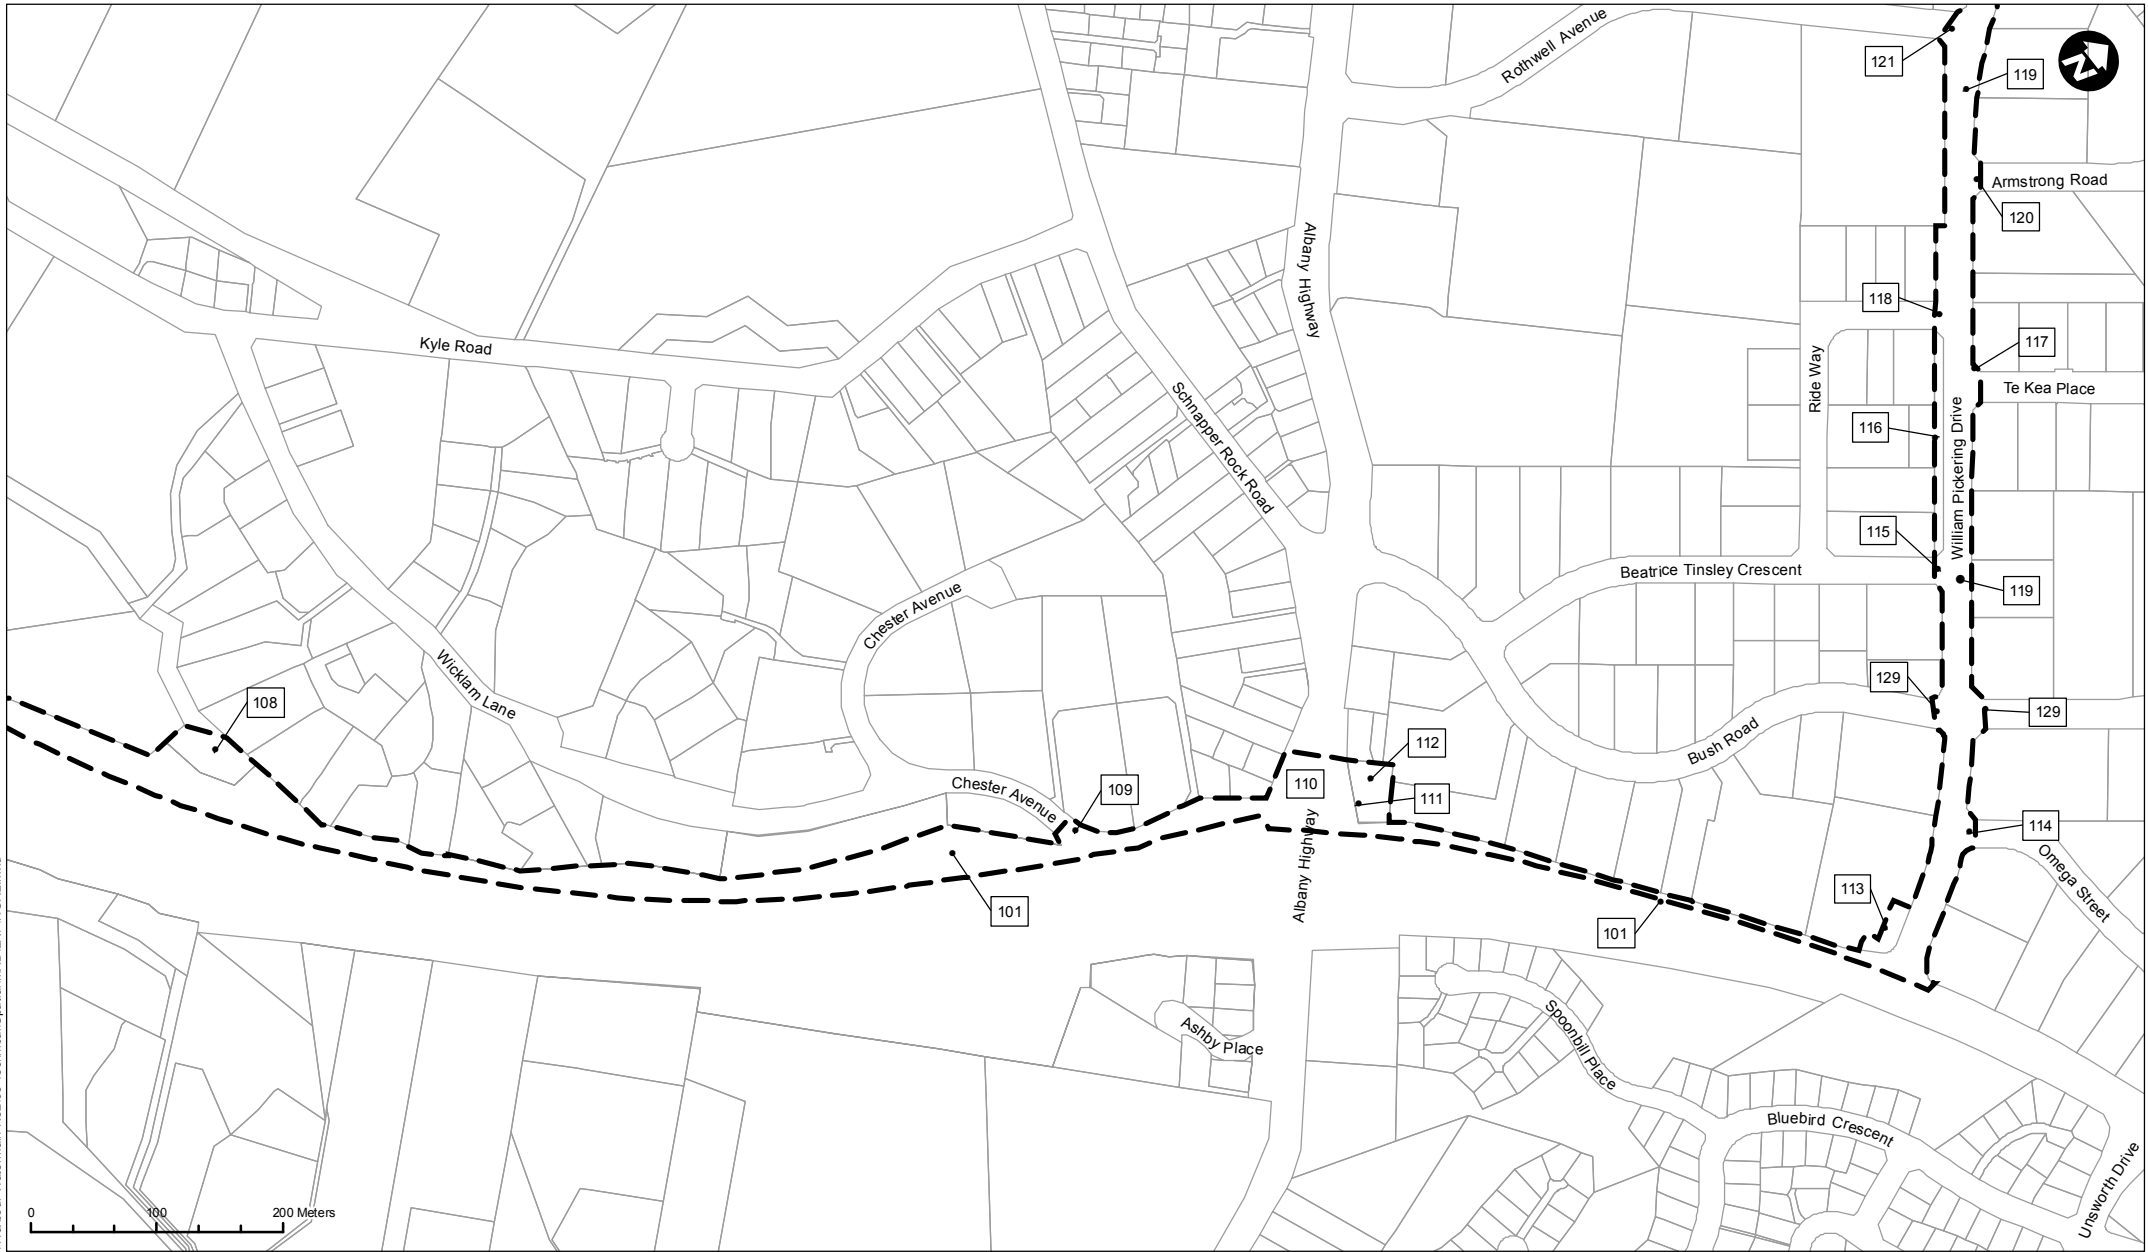 Rothwell Avenue
121
119
N
Armstrong Road
120
Albany Highway
118
117
Kyle Road
Te Kea Place
Ride Way
Schnapper Rock Road
116
William Pickering Drive
115
Beatrice Tinsley Crescent
119
Chester Avenue
Wicklam Lane
129
108
129
Bush Road
112
110
Chester Avenue
109
111
114
Albany Highway
Omega Street
113
101
101
Ashby Place
Spoonbill Place
Bluebird Crescent
Unsworth Drive
0 100 200 Meters